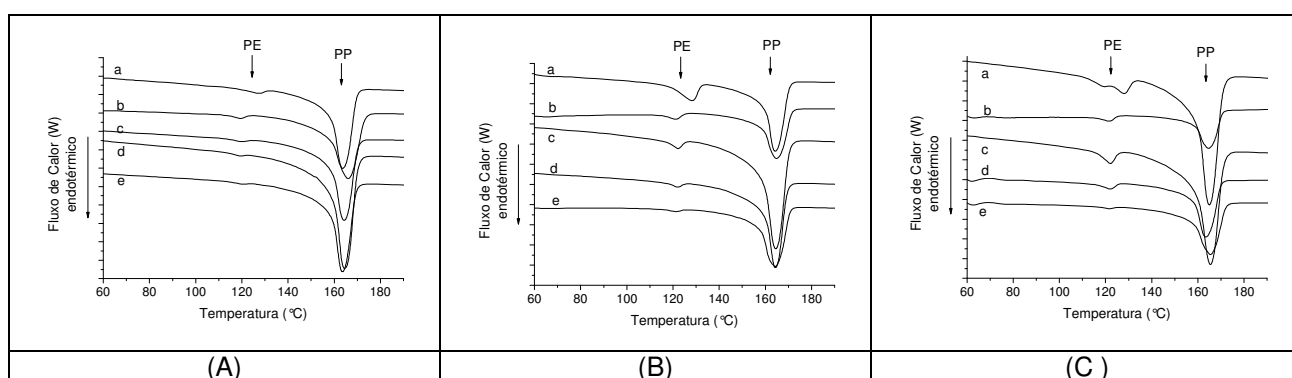 PE PP
a
b
c
d
e
Fluxo de Calor (W)
endotérmico
60 80 100 120 140 160 180
Temperatura (°C)
(A)
PE PP
a
b
c
d
e
Fluxo de Calor (W)
endotérmico
60 80 100 120 140 160 180
Temperatura (°C)
(B)
PE PP
a
b
c
d
e
Fluxo de Calor (W)
endotérmico
60 80 100 120 140 160 180
Temperatura (°C)
(C )